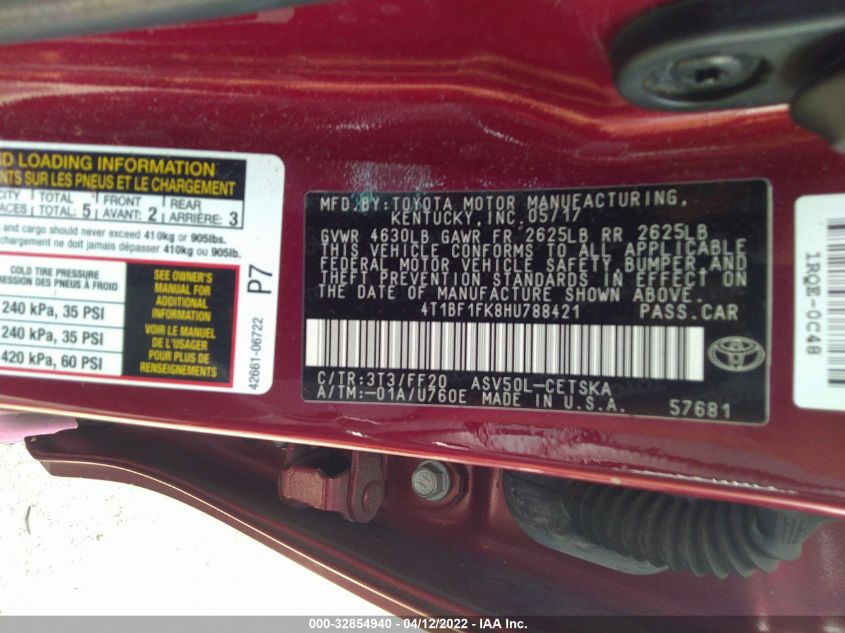 D LOADING INFORMATION
NTS SUR LES PNEUS ET LE CHARGEMENT
CITY TOTAL FRONT REAR
ACES TOTAL: 5 AVANT: 2 ARRIÈRE: 3
s and cargo should never exceed 410kg or 905lbs.
rgement ne doit jamais dépasser 410kg ou 905lb.
COLD TIRE PRESSURE
RESSION DES PNEUS À FROID
240 kPa, 35 PSI
240 kPa, 35 PSI
420 kPa, 60 PSI
SEE OWNER'S
MANUAL FOR
ADDITIONAL
INFORMATION
VOIR LE MANUEL
DE L'USAGER
POUR PLUS DE
RENSEIGNEMENTS
P7
42661-06722
MFD.BY:TOYOTA MOTOR MANUFACTURING,
KENTUCKY, INC. 05/17
GVWR 4630LB GAWR FR 2625LB RR 2625LB
THIS VEHICLE CONFORMS TO ALL APPLICABLE
FEDERAL MOTOR VEHICLE SAFETY, BUMPER AND
THEFT PREVENTION STANDARDS IN EFFECT ON
THE DATE OF MANUFACTURE SHOWN ABOVE.
4T1BF1FK8HU788421 PASS.CAR
C/TR:3T3/FF20 ASV50L-CETSKA
A/TM:-01A/U760E MADE IN U.S.A.
57681
1RQE-0C48
000-32854940 - 04/12/2022 - IAA Inc.